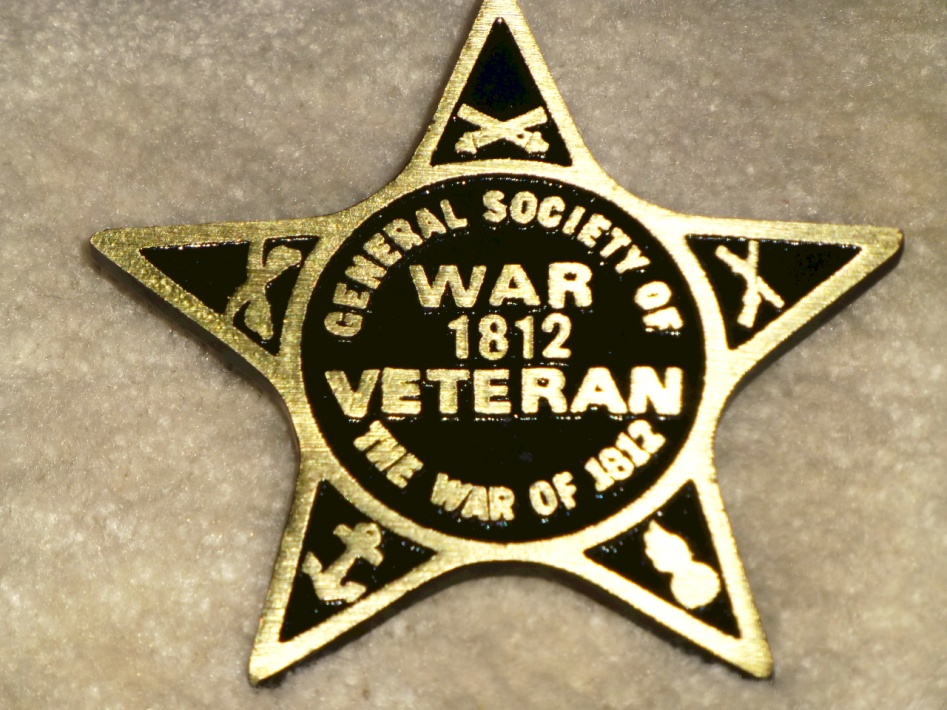 GENERAL SOCIETY OF
WAR
1812
VETERAN
THE WAR OF 1812